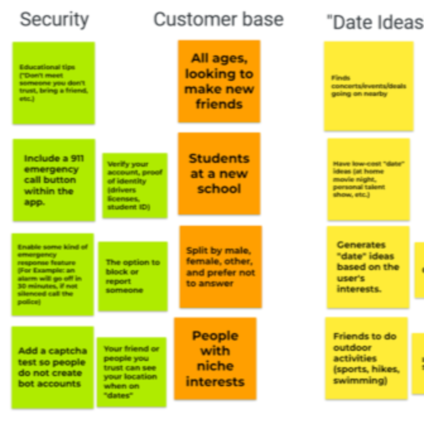 Security
Customer base
"Date Ideas
Educational tips
("Don't meet
someone you don't
trust, bring a friend,
etc.)
Include a 911
emergency
call button
within the
app.
Verify your
account, proof
of identity
(drivers
licenses,
student ID)
Enable some kind of
emergency
response feature
(For Example: an
alarm will go off in
30 minutes, if not
silenced call the
police)
The option to
block or
report
someone
Add a captcha
test so people
do not create
bot accounts
Your friend or
people you
trust can see
your location
when on
"dates"
All ages,
looking to
make new
friends
Students
at a new
school
Split by male,
female, other,
and prefer not
to answer
People
with
niche
interests
Finds
concerts/events/deals
going on nearby
Have low-cost "date"
ideas (at home
movie night,
personal talent
show, etc.)
Generates
"date" ideas
based on the
user's
interests.
Friends to do
outdoor
activities
(sports, hikes,
swimming)